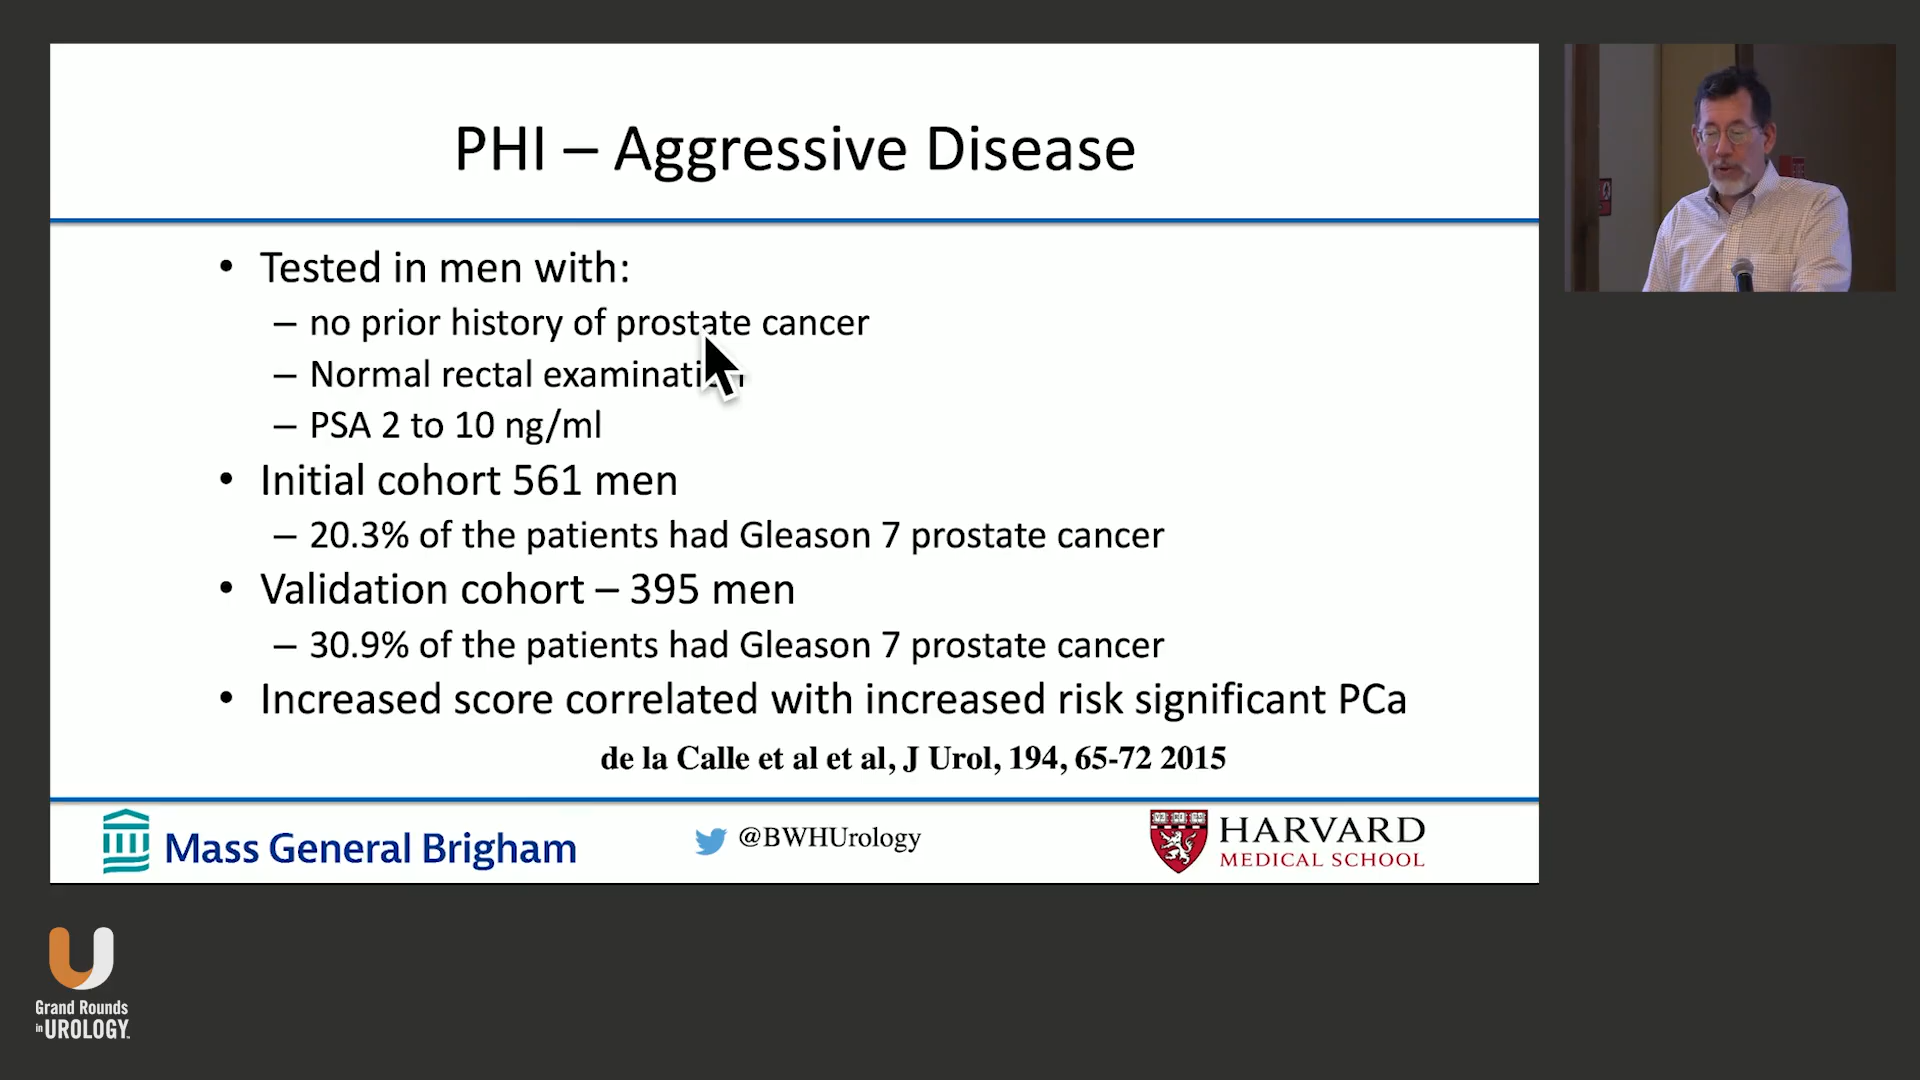 PHI – Aggressive Disease
• Tested in men with:
– no prior history of prostate cancer
– Normal rectal examination
– PSA 2 to 10 ng/ml
• Initial cohort 561 men
– 20.3% of the patients had Gleason 7 prostate cancer
• Validation cohort – 395 men
– 30.9% of the patients had Gleason 7 prostate cancer
• Increased score correlated with increased risk significant PCa
de la Calle et al et al, J Urol, 194, 65-72 2015
Mass General Brigham
@BWHUrology
HARVARD
MEDICAL SCHOOL
Grand Rounds
in UROLOGY